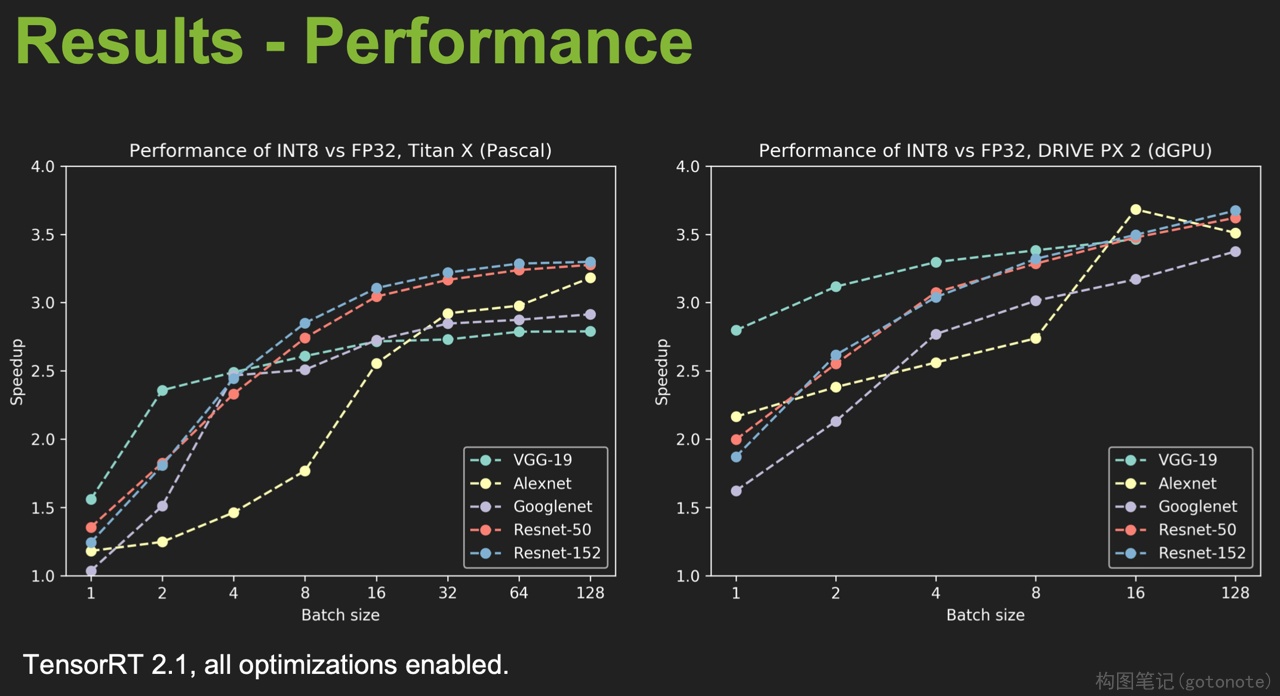 Results - Performance
Performance of INT8 vs FP32, Titan X (Pascal)
4.0
3.5
3.0
2.5
2.0
1.5
1.0
Speedup
1 2 4 8 16 32 64 128
Batch size
VGG-19
Alexnet
Googlenet
Resnet-50
Resnet-152
Performance of INT8 vs FP32, DRIVE PX 2 (dGPU)
4.0
3.5
3.0
2.5
2.0
1.5
1.0
Speedup
1 2 4 8 16 128
Batch size
VGG-19
Alexnet
Googlenet
Resnet-50
Resnet-152
TensorRT 2.1, all optimizations enabled.
构图笔记(gotonote)